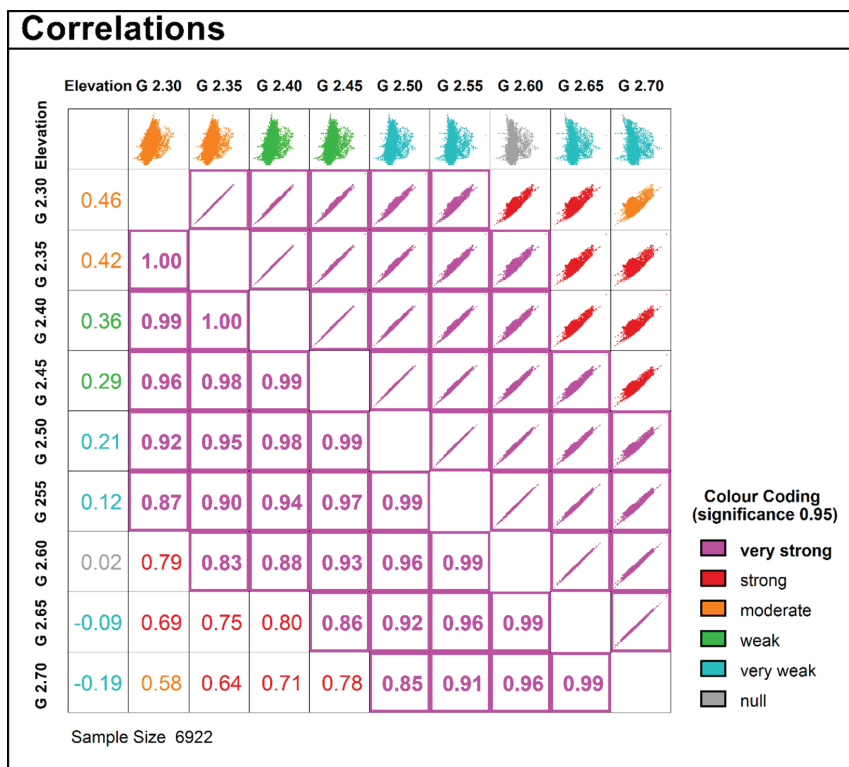 Correlations
Elevation G 2.30 G 2.35 G 2.40 G 2.45 G 2.50 G 2.55 G 2.60 G 2.65 G 2.70
Elevation
G 2.30 0.46
G 2.35 0.42 1.00
G 2.40 0.36 0.99 1.00
G 2.45 0.29 0.96 0.98 0.99
G 2.50 0.21 0.92 0.95 0.98 0.99
G 255 0.12 0.87 0.90 0.94 0.97 0.99
G 2.60 0.02 0.79 0.83 0.88 0.93 0.96 0.99
G 2.65 -0.09 0.69 0.75 0.80 0.86 0.92 0.96 0.99
G 2.70 -0.19 0.58 0.64 0.71 0.78 0.85 0.91 0.96 0.99
Sample Size 6922
Colour Coding
(significance 0.95)
very strong
strong
moderate
weak
very weak
null